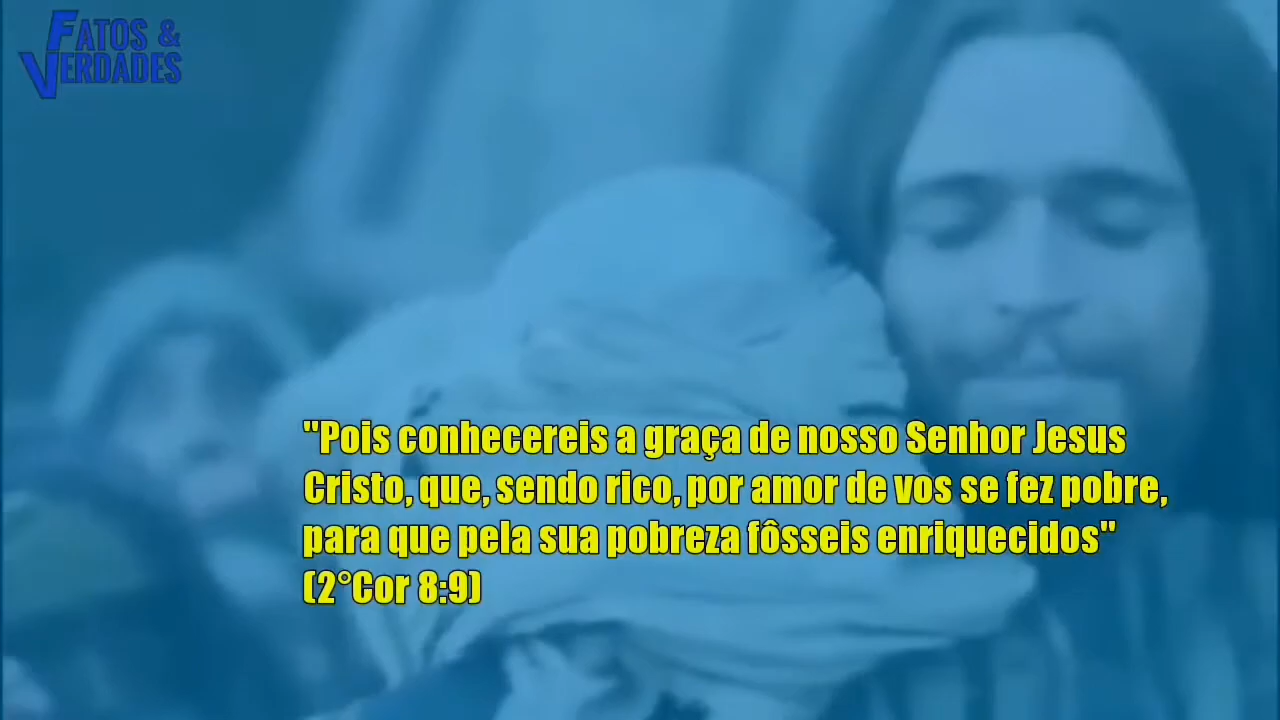 FATOS &
VERDADES
"Pois conhecereis a graça de nosso Senhor Jesus
Cristo, que, sendo rico, por amor de vos se fez pobre,
para que pela sua pobreza fôsseis enriquecidos"
(2°Cor 8:9)